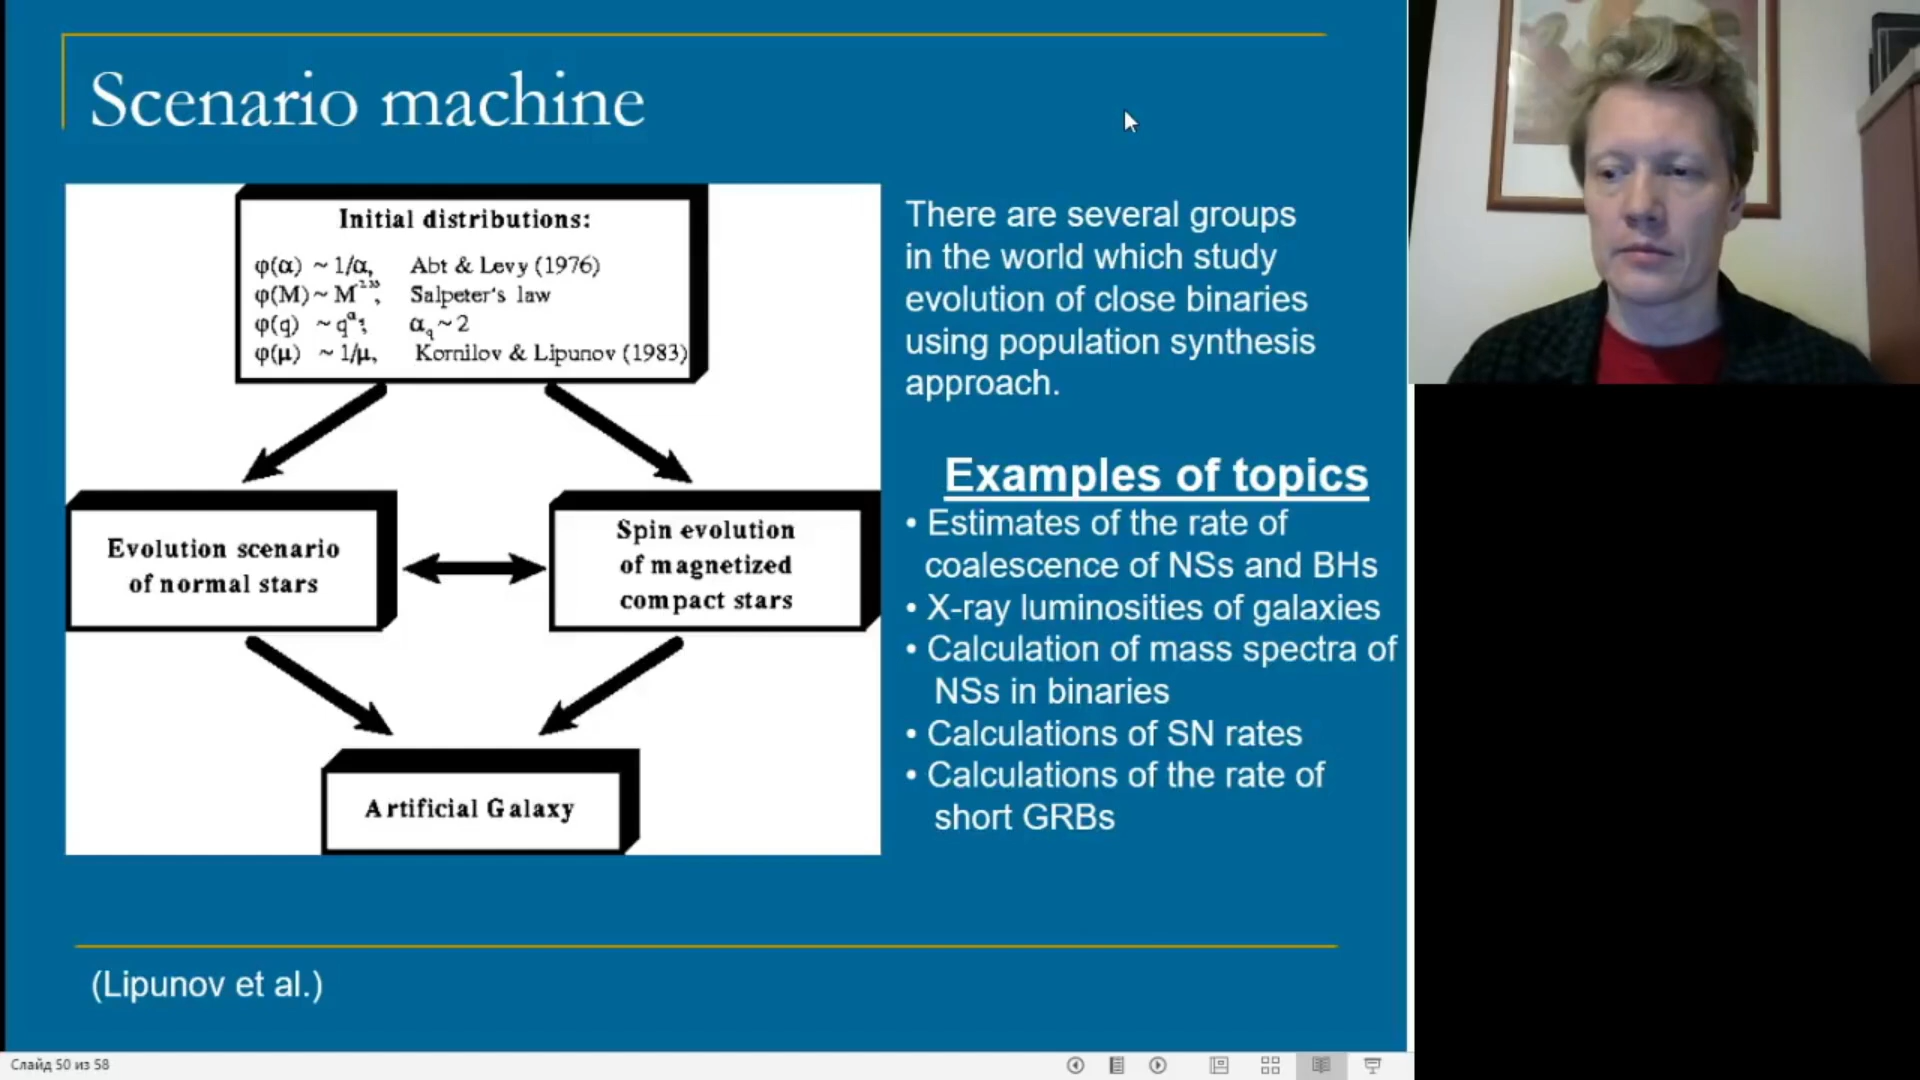 Scenario machine
Initial distributions:
φ(α) ~ 1/α, Abt & Levy (1976)
φ(M) ~ M Salpeter's law
φ(q) ~ q^α; α_q ~ 2
φ(μ) ~ 1/μ, Kornilov & Lipunov (1983)
Evolution scenario
of normal stars
Spin evolution
of magnetized
compact stars
Artificial Galaxy
There are several groups
in the world which study
evolution of close binaries
using population synthesis
approach.
Examples of topics
• Estimates of the rate of
coalescence of NSs and BHs
• X-ray luminosities of galaxies
• Calculation of mass spectra of
NSs in binaries
• Calculations of SN rates
• Calculations of the rate of
short GRBs
(Lipunov et al.)
Слайд 50 из 58